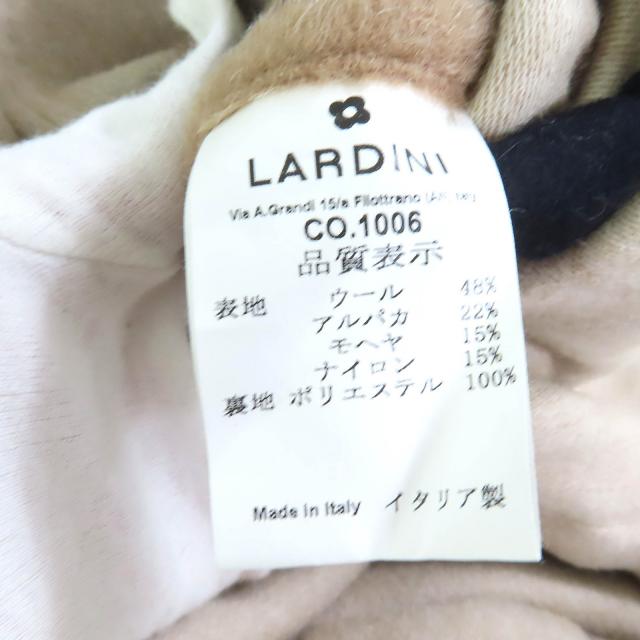 LARDINI
Via A.Grandi 15/a Filottrano (AN) Italy
CO.1006
品質表示
表地 ウール 48%
アルパカ 22%
モヘヤ 15%
ナイロン 15%
裏地 ポリエステル 100%
Made in Italy イタリア製